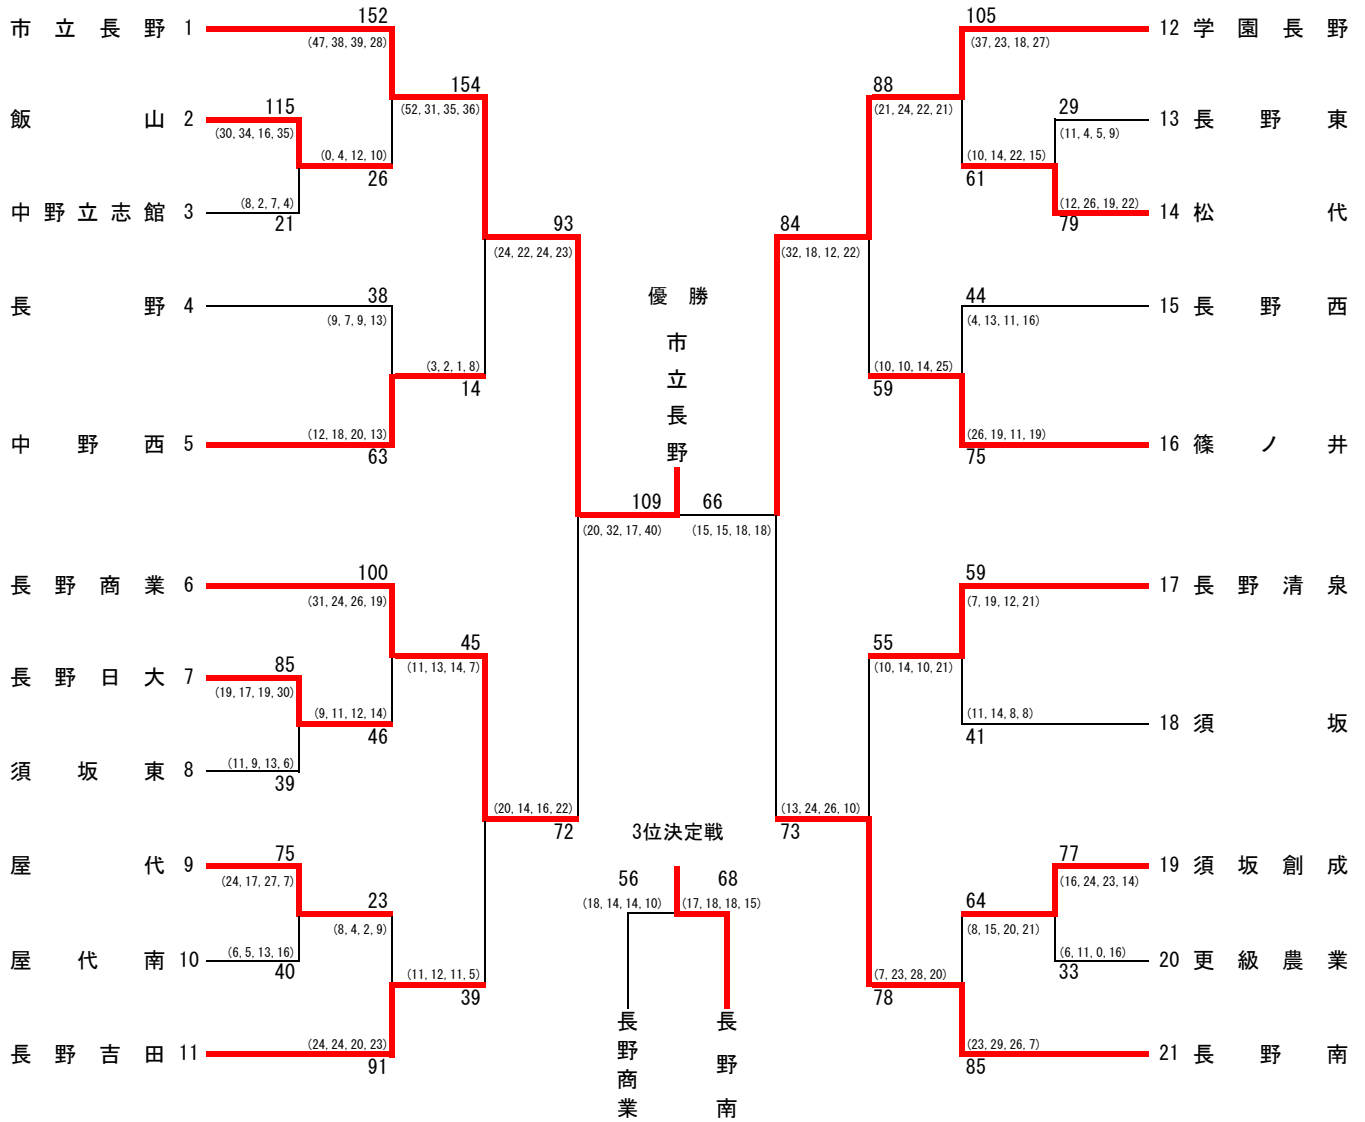 市立長野 1
152
(47, 38, 39, 28)
飯山 2
115
(30, 34, 16, 35)
(0, 4, 12, 10)
26
中野立志館 3
(8, 2, 7, 4)
21
154
(52, 31, 35, 36)
長野 4
38
(9, 7, 9, 13)
(3, 2, 1, 8)
14
中野西 5
(12, 18, 20, 13)
63
93
(24, 22, 24, 23)
長野商業 6
100
(31, 24, 26, 19)
長野日大 7
85
(19, 17, 19, 30)
(9, 11, 12, 14)
46
須坂東 8
(11, 9, 13, 6)
39
45
(11, 13, 14, 7)
屋代 9
75
(24, 17, 27, 7)
23
(8, 4, 2, 9)
屋代南 10
(6, 5, 13, 16)
40
(11, 12, 11, 5)
39
長野吉田 11
(24, 24, 20, 23)
91
(20, 14, 16, 22)
72
優勝
市立長野
109
(20, 32, 17, 40)
66
(15, 15, 18, 18)
3位決定戦
56
(18, 14, 14, 10)
68
(17, 18, 18, 15)
長野商業
長野南
105
(37, 23, 18, 27)
12 学園長野
88
(21, 24, 22, 21)
29
(11, 4, 5, 9)
13 長野東
(10, 14, 22, 15)
61
(12, 26, 19, 22)
79
14 松代
84
(32, 18, 12, 22)
44
(4, 13, 11, 16)
15 長野西
(10, 10, 14, 25)
59
(26, 19, 11, 19)
75
16 篠ノ井
59
(7, 19, 12, 21)
17 長野清泉
55
(10, 14, 10, 21)
(11, 14, 8, 8)
41
18 須坂
(13, 24, 26, 10)
73
77
(16, 24, 23, 14)
19 須坂創成
64
(8, 15, 20, 21)
(6, 11, 0, 16)
33
20 更級農業
(7, 23, 28, 20)
78
(23, 29, 26, 7)
85
21 長野南